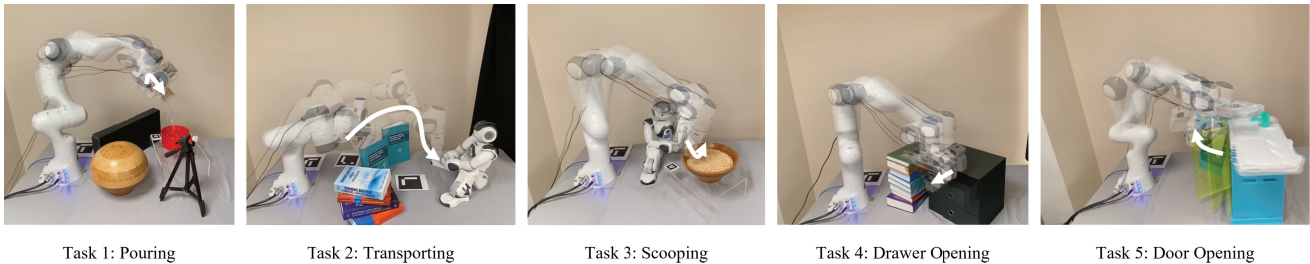 Task 1: Pouring
Task 2: Transporting
Task 3: Scooping
Task 4: Drawer Opening
Task 5: Door Opening